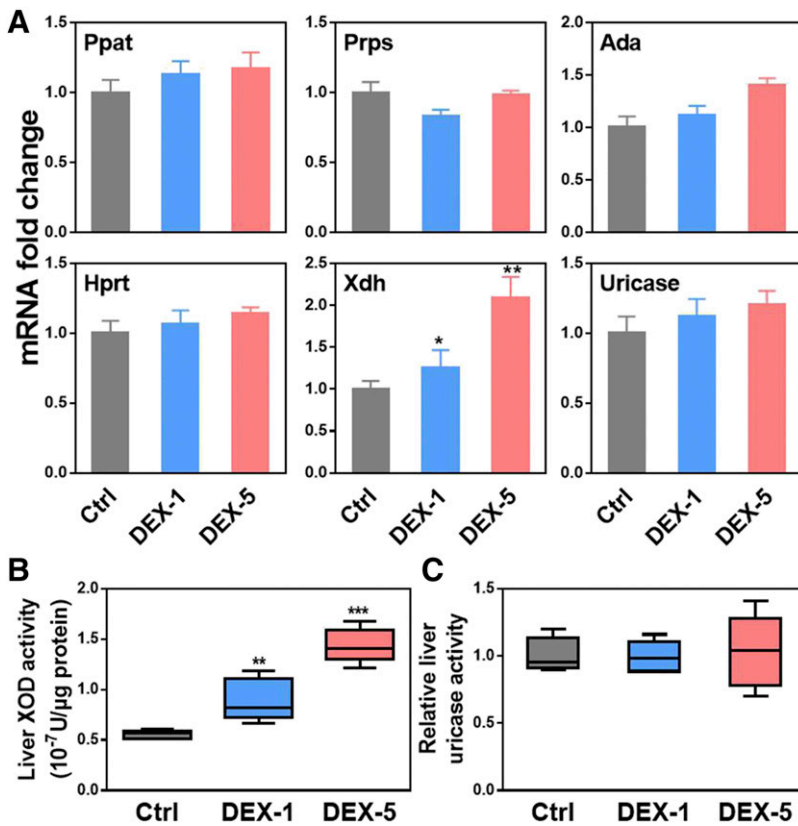 A
mRNA fold change
Ppat
1.5
1.0
0.5
0.0
Prps
1.5
1.0
0.5
0.0
Ada
2.0
1.5
1.0
0.5
0.0
Hprt
1.5
1.0
0.5
0.0
Ctrl
DEX-1
DEX-5
Xdh
2.5
2.0
1.5
1.0
0.5
0.0
*
**
Ctrl
DEX-1
DEX-5
Uricase
1.5
1.0
0.5
0.0
Ctrl
DEX-1
DEX-5
B
Liver XOD activity
(10⁻⁷ U/µg protein)
2.0
1.5
1.0
0.5
0.0
**
***
Ctrl
DEX-1
DEX-5
C
Relative liver
uricase activity
1.5
1.0
0.5
0.0
Ctrl
DEX-1
DEX-5